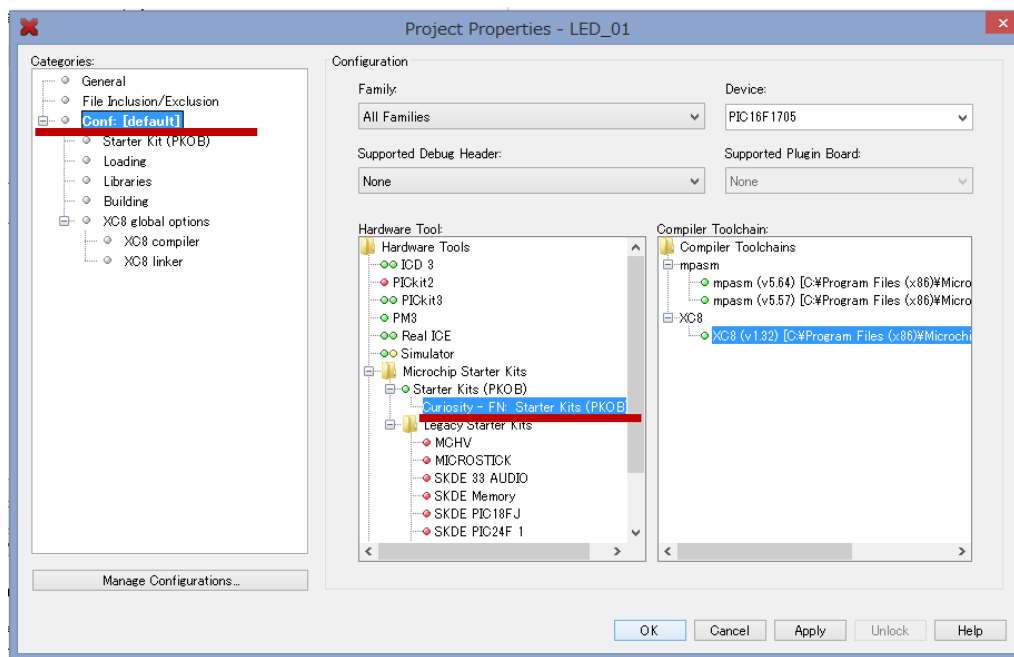 Project Properties - LED_01
Categories:
General
File Inclusion/Exclusion
Conf: [default]
Starter Kit (PKOB)
Loading
Libraries
Building
XC8 global options
XC8 compiler
XC8 linker
Manage Configurations...
Configuration
Family:
All Families
Device:
PIC16F1705
Supported Debug Header:
None
Supported Plugin Board:
None
Hardware Tool:
Hardware Tools
ICD 3
PICkit2
PICkit3
PM3
Real ICE
Simulator
Microchip Starter Kits
Starter Kits (PKOB)
Curiosity - FN: Starter Kits (PKOB
Legacy Starter Kits
MCHV
MICROSTICK
SKDE 33 AUDIO
SKDE Memory
SKDE PIC18FJ
SKDE PIC24F 1
Compiler Toolchain:
Compiler Toolchains
mpasm
mpasm (v5.64) [C:¥Program Files (x86)¥Micro
mpasm (v5.57) [C:¥Program Files (x86)¥Micro
XC8
XC8 (v1.32) [C:¥Program Files (x86)¥Microchi
OK
Cancel
Apply
Unlock
Help